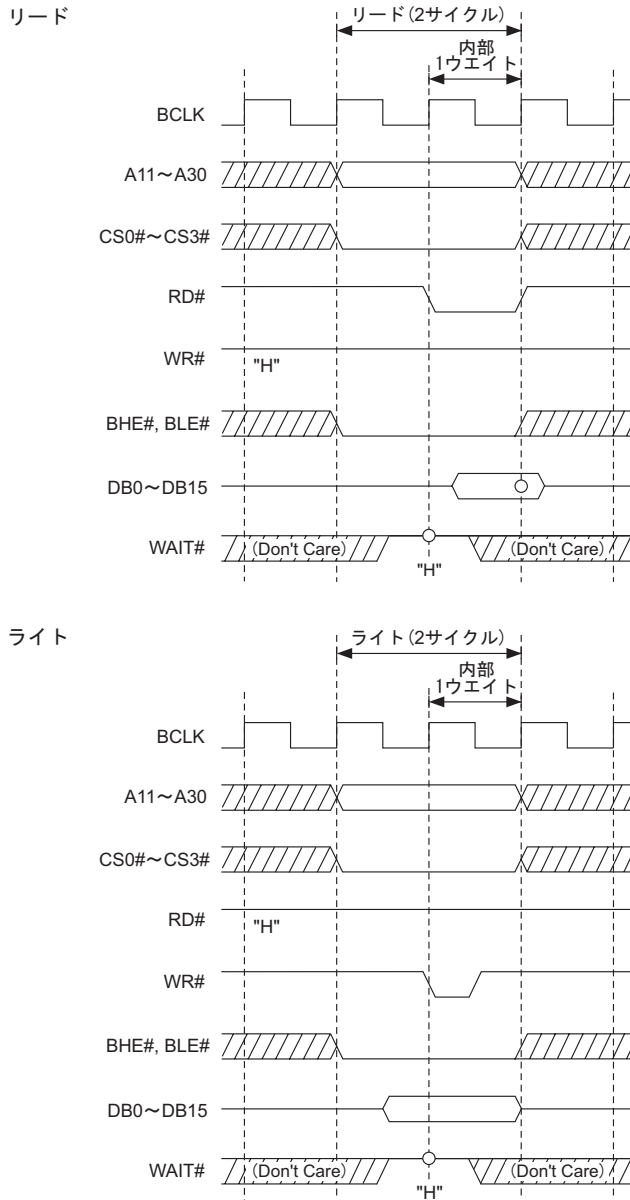 リード
リード(2サイクル)
内部
1ウエイト
BCLK
A11～A30
CS0#～CS3#
RD#
WR#
"H"
BHE#, BLE#
DB0～DB15
WAIT#
(Don't Care)
(Don't Care)
"H"
ライト
ライト(2サイクル)
内部
1ウエイト
BCLK
A11～A30
CS0#～CS3#
RD#
"H"
WR#
BHE#, BLE#
DB0～DB15
WAIT#
(Don't Care)
(Don't Care)
"H"